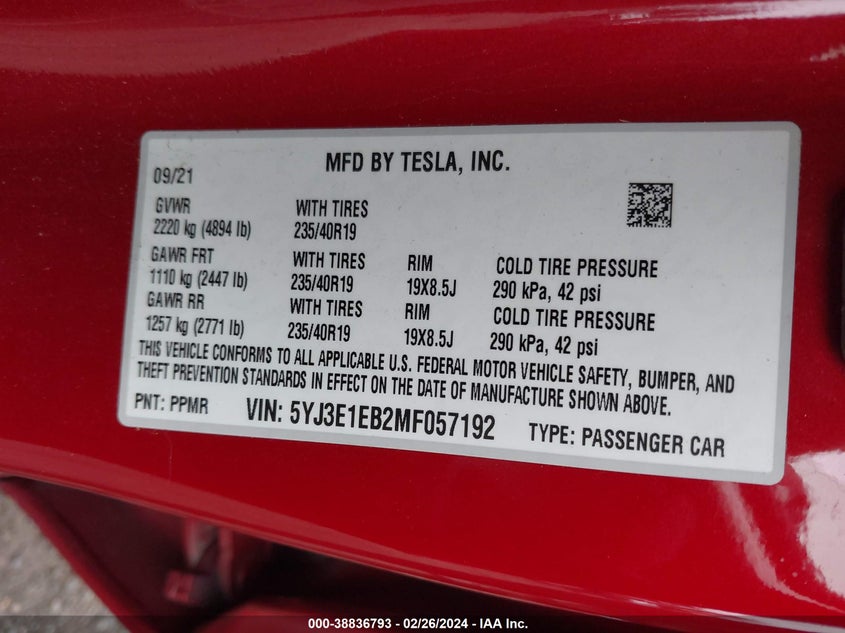 MFD BY TESLA, INC.
09/21
GVWR WITH TIRES
2220 kg (4894 lb) 235/40R19
GAWR FRT WITH TIRES RIM COLD TIRE PRESSURE
1110 kg (2447 lb) 235/40R19 19X8.5J 290 kPa, 42 psi
GAWR RR WITH TIRES RIM COLD TIRE PRESSURE
1257 kg (2771 lb) 235/40R19 19X8.5J 290 kPa, 42 psi
THIS VEHICLE CONFORMS TO ALL APPLICABLE U.S. FEDERAL MOTOR VEHICLE SAFETY, BUMPER, AND
THEFT PREVENTION STANDARDS IN EFFECT ON THE DATE OF MANUFACTURE SHOWN ABOVE.
PNT: PPMR VIN: 5YJ3E1EB2MF057192 TYPE: PASSENGER CAR
000-38836793 - 02/26/2024 - IAA Inc.